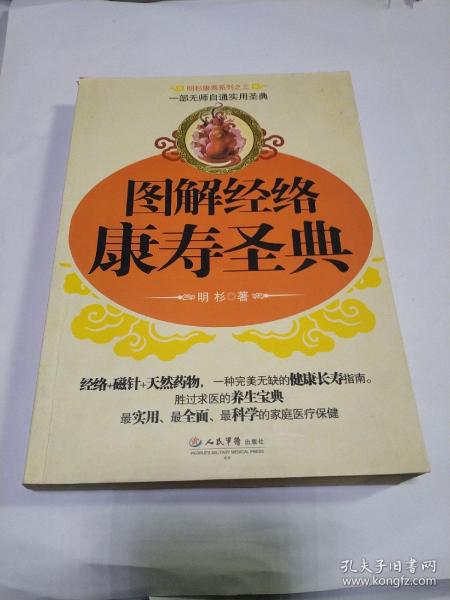 明杉康寿系列之三
一部无师自通实用圣典
图解经络
康寿圣典
明杉◎著
经络+磁针+天然药物，一种完美无缺的健康长寿指南。
胜过求医的养生宝典
最实用、最全面、最科学的家庭医疗保健
人民军医出版社
PEOPLE'S MILITARY MEDICAL PRESS
孔夫子旧书网
www.kongfz.com